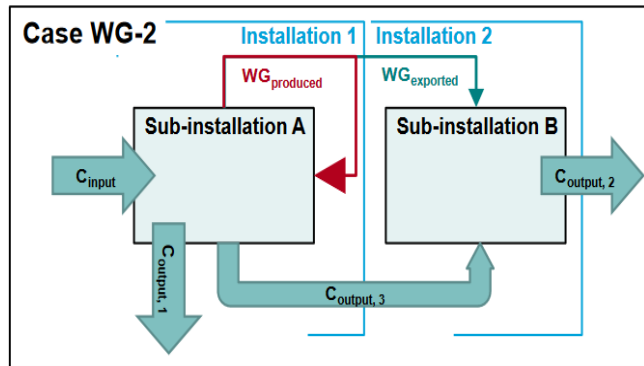 Case WG-2
Installation 1
Installation 2
WGproduced
WGexported
Sub-installation A
Sub-installation B
Cinput
Coutput, 2
Coutput, 1
Coutput, 3